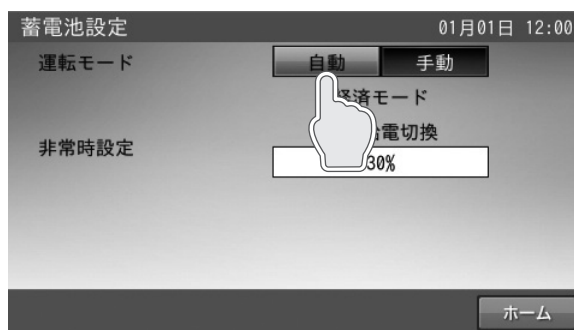 蓄電池設定 01月01日 12:00
運転モード 自動 手動
経済モード
給電切換
非常時設定
30%
ホーム